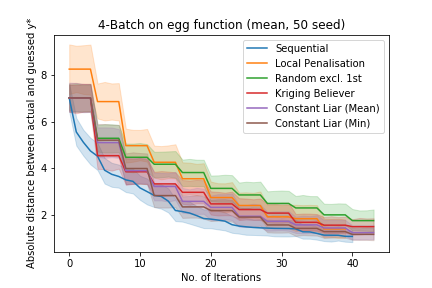 4-Batch on egg function (mean, 50 seed)
Absolute distance between actual and guessed y*
8
6
4
2
0
10
20
30
40
No. of Iterations
Sequential
Local Penalisation
Random excl. 1st
Kriging Believer
Constant Liar (Mean)
Constant Liar (Min)